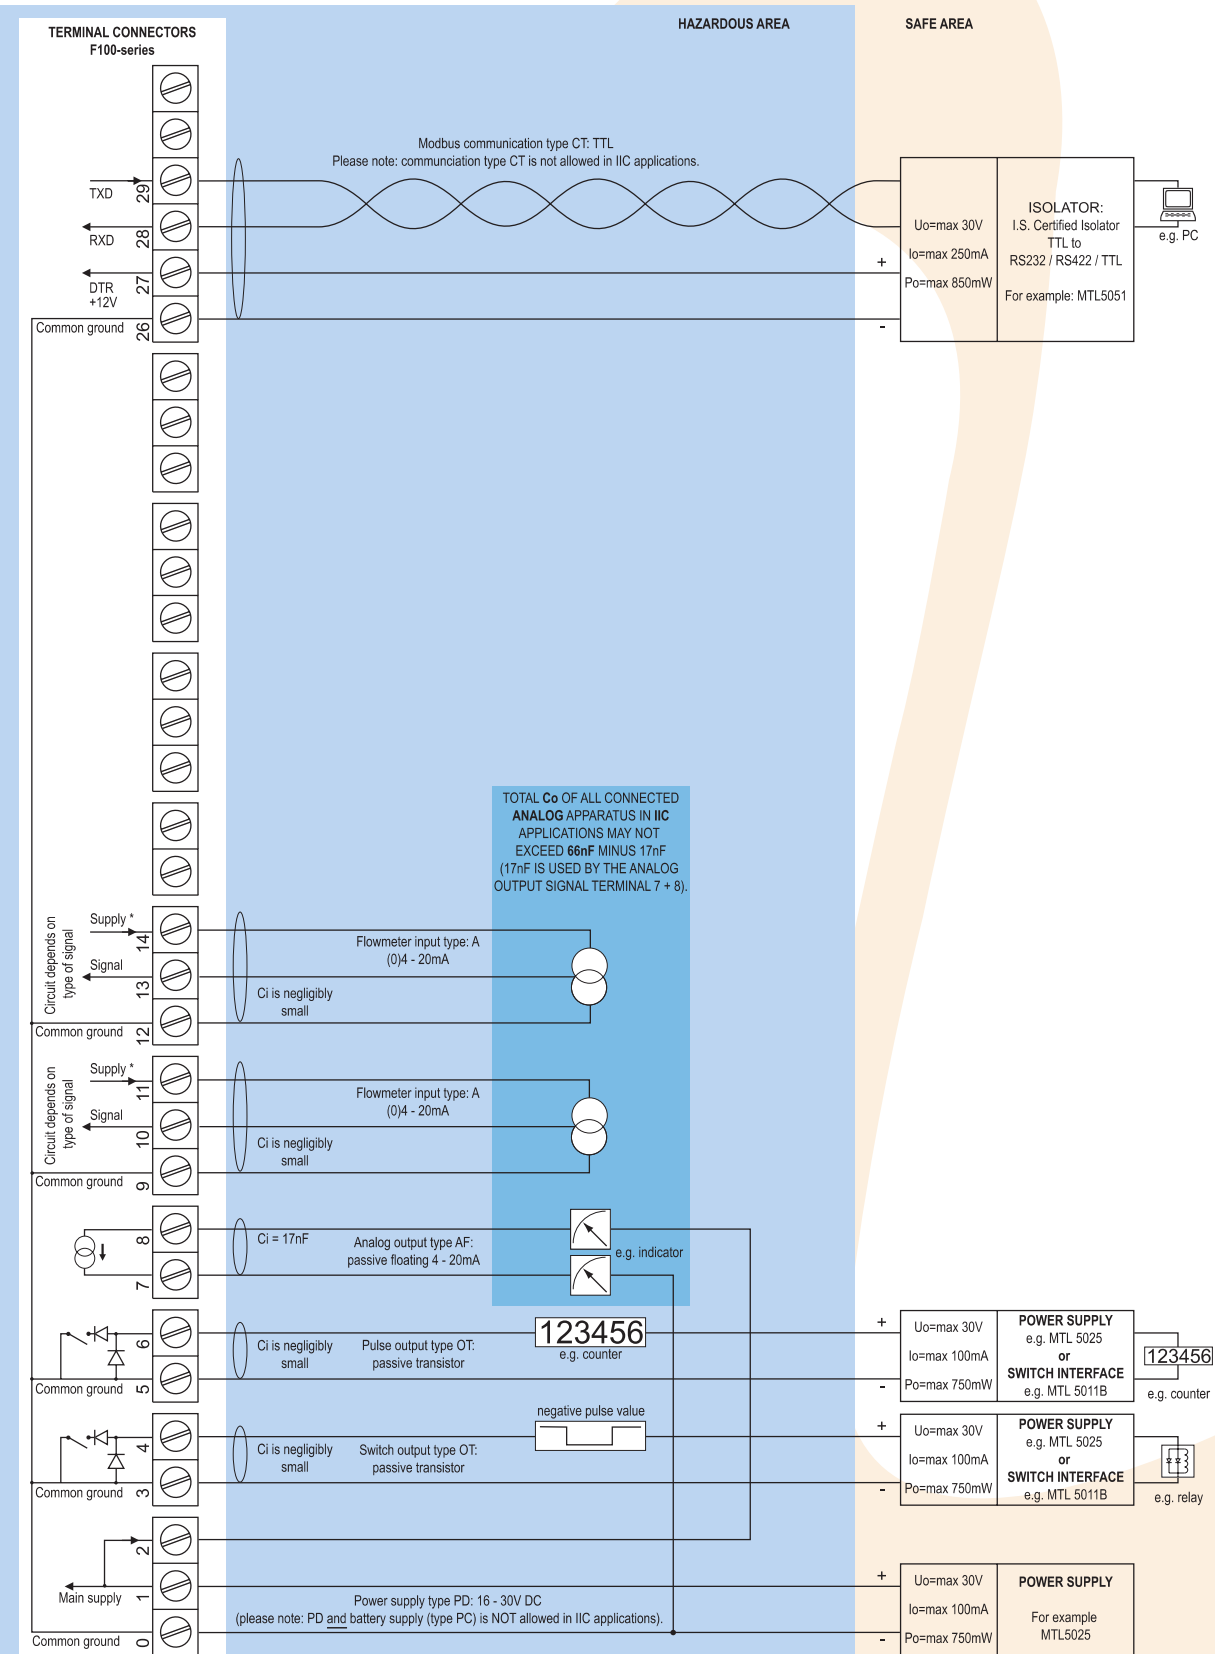 TERMINAL CONNECTORS
F100-series
HAZARDOUS AREA
SAFE AREA
Modbus communication type CT: TTL
Please note: communciation type CT is not allowed in IIC applications.
TXD
29
RXD
28
DTR
+12V
27
Common ground
26
+
-
Uo=max 30V
Io=max 250mA
Po=max 850mW
ISOLATOR:
I.S. Certified Isolator
TTL to
RS232 / RS422 / TTL
For example: MTL5051
e.g. PC
TOTAL Co OF ALL CONNECTED
ANALOG APPARATUS IN IIC
APPLICATIONS MAY NOT
EXCEED 66nF MINUS 17nF
(17nF IS USED BY THE ANALOG
OUTPUT SIGNAL TERMINAL 7 + 8).
Circuit depends on
type of signal
Supply *
14
Signal
13
Common ground
12
Flowmeter input type: A
(0)4 - 20mA
Ci is negligibly
small
Circuit depends on
type of signal
Supply *
11
Signal
10
Common ground
9
Flowmeter input type: A
(0)4 - 20mA
Ci is negligibly
small
8
7
Ci = 17nF
Analog output type AF:
passive floating 4 - 20mA
e.g. indicator
6
Common ground
5
Ci is negligibly
small
Pulse output type OT:
passive transistor
123456
e.g. counter
+
-
Uo=max 30V
Io=max 100mA
Po=max 750mW
POWER SUPPLY
e.g. MTL 5025
or
SWITCH INTERFACE
e.g. MTL 5011B
123456
e.g. counter
4
Common ground
3
Ci is negligibly
small
Switch output type OT:
passive transistor
negative pulse value
+
-
Uo=max 30V
Io=max 100mA
Po=max 750mW
POWER SUPPLY
e.g. MTL 5025
or
SWITCH INTERFACE
e.g. MTL 5011B
e.g. relay
2
Main supply
1
Common ground
0
Power supply type PD: 16 - 30V DC
(please note: PD and battery supply (type PC) is NOT allowed in IIC applications).
+
-
Uo=max 30V
Io=max 100mA
Po=max 750mW
POWER SUPPLY
For example
MTL5025